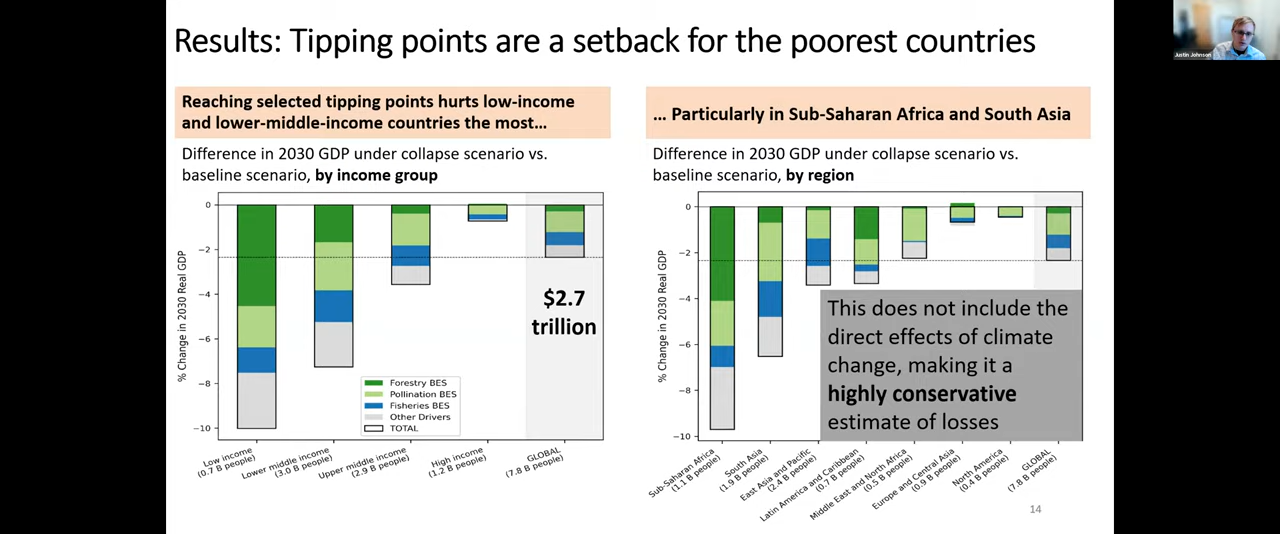 Results: Tipping points are a setback for the poorest countries
Justin Johnson
Reaching selected tipping points hurts low-income
and lower-middle-income countries the most…
Difference in 2030 GDP under collapse scenario vs.
baseline scenario, by income group
% Change in 2030 Real GDP
0
−2
−4
−6
−8
−10
$2.7
trillion
Forestry BES
Pollination BES
Fisheries BES
Other Drivers
TOTAL
Low income
(0.7 B people)
Lower middle income
(3.0 B people)
Upper middle income
(2.9 B people)
High income
(1.2 B people)
GLOBAL
(7.8 B people)
… Particularly in Sub-Saharan Africa and South Asia
Difference in 2030 GDP under collapse scenario vs.
baseline scenario, by region
% Change in 2030 Real GDP
0
−2
−4
−6
−8
−10
This does not include the
direct effects of climate
change, making it a
highly conservative
estimate of losses
Sub-Saharan Africa
(1.1 B people)
South Asia
(1.9 B people)
East Asia and Pacific
(2.4 B people)
Latin America and Caribbean
(0.7 B people)
Middle East and North Africa
(0.5 B people)
Europe and Central Asia
(0.9 B people)
North America
(0.4 B people)
GLOBAL
(7.8 B people)
14